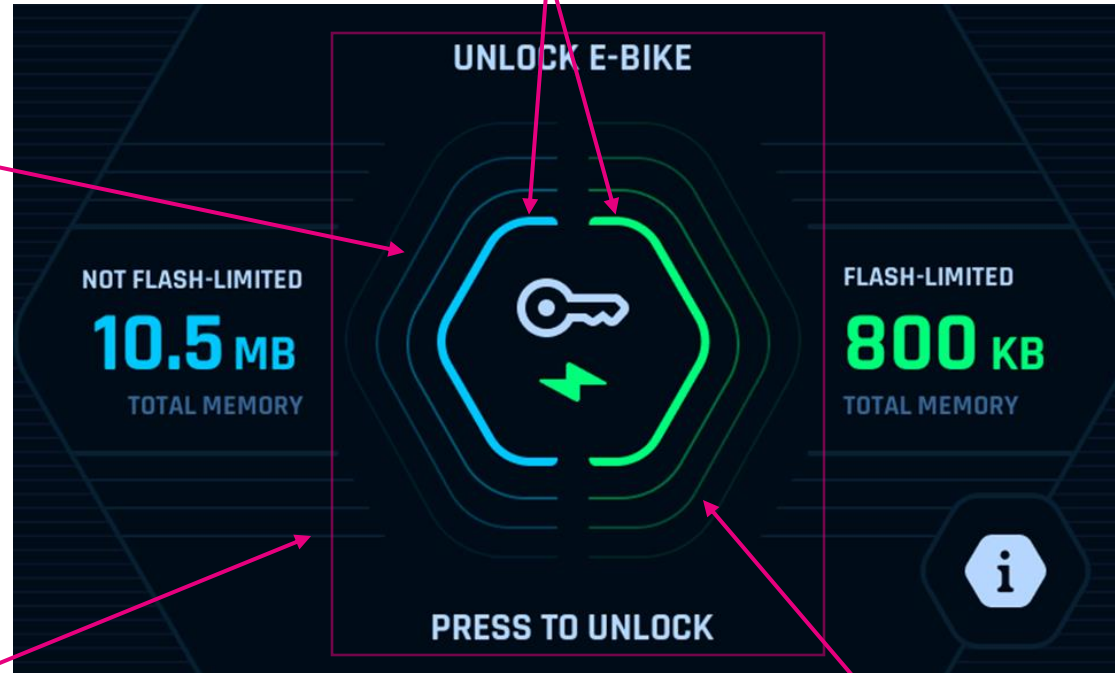 UNLOCK E-BIKE
NOT FLASH-LIMITED
10.5 MB
TOTAL MEMORY
FLASH-LIMITED
800 KB
TOTAL MEMORY
i
PRESS TO UNLOCK